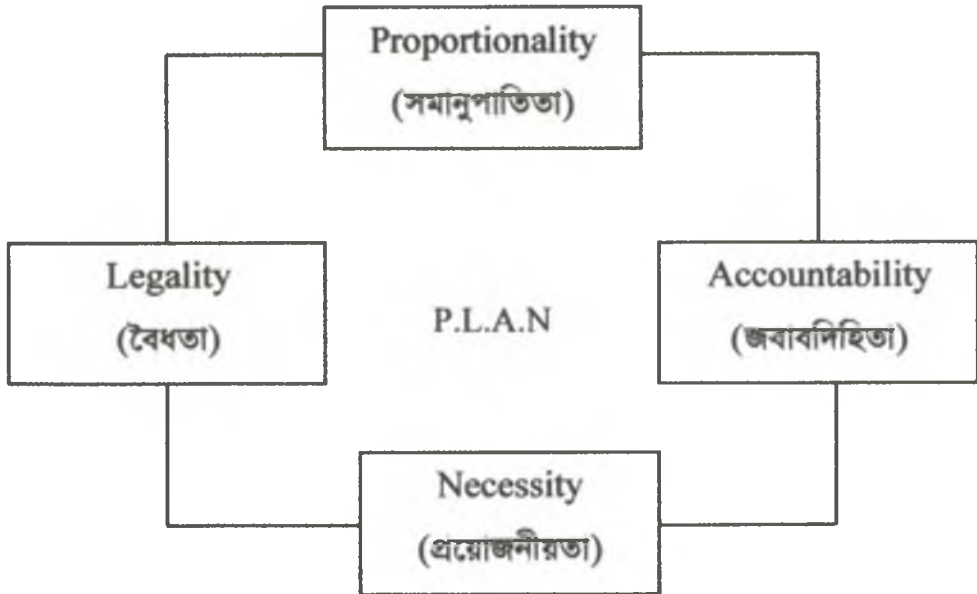 Proportionality
(সমানুপাতিতা)
Legality
(বৈধতা)
P.L.A.N
Accountability
(জবাবদিহিতা)
Necessity
(প্রয়োজনীয়তা)